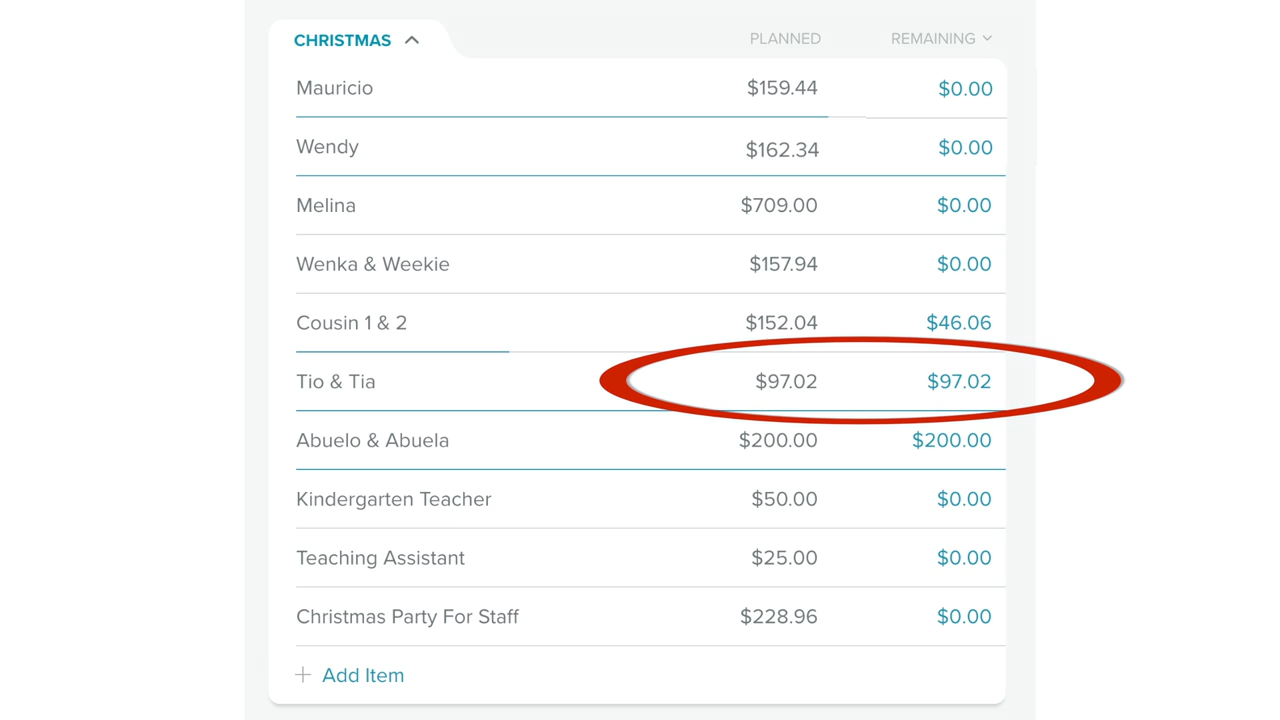 CHRISTMAS PLANNED REMAINING
Mauricio $159.44 $0.00
Wendy $162.34 $0.00
Melina $709.00 $0.00
Wenka & Weekie $157.94 $0.00
Cousin 1 & 2 $152.04 $46.06
Tio & Tia $97.02 $97.02
Abuelo & Abuela $200.00 $200.00
Kindergarten Teacher $50.00 $0.00
Teaching Assistant $25.00 $0.00
Christmas Party For Staff $228.96 $0.00
+ Add Item